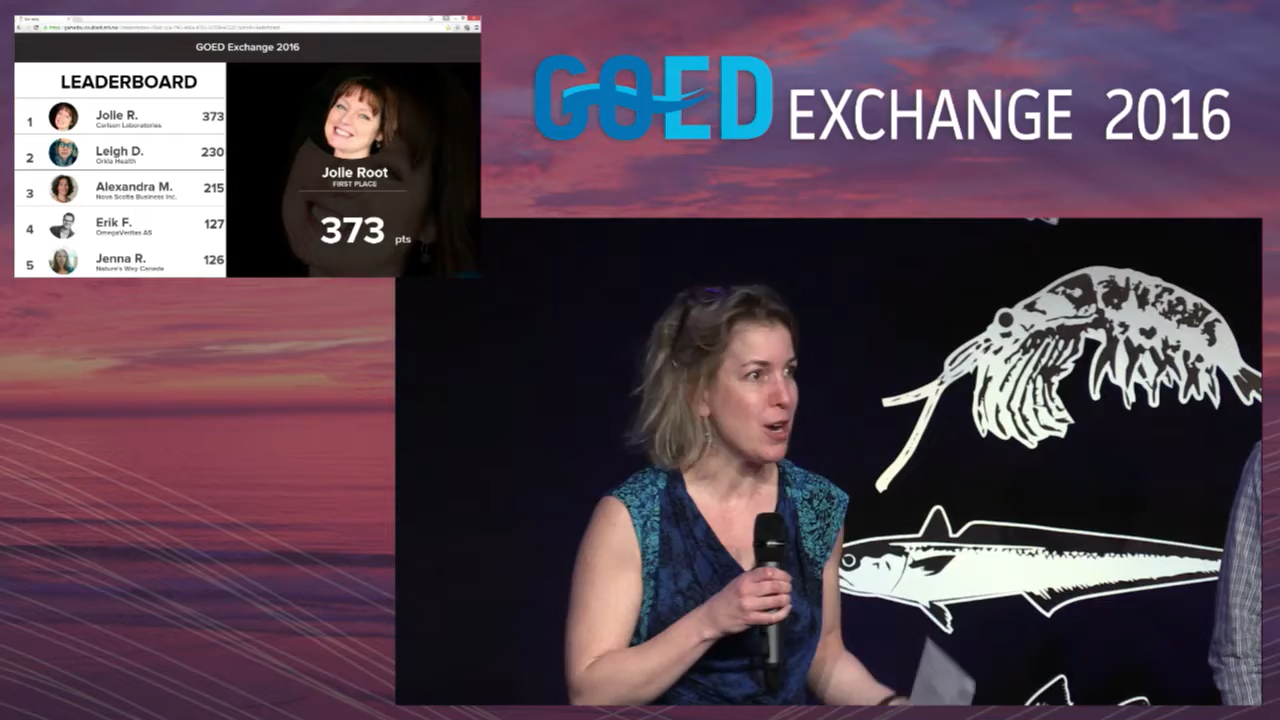 GOED Exchange 2016
LEADERBOARD
1 Jolle R. 373
Carlson Laboratories
2 Leigh D. 230
Orkla Health
3 Alexandra M. 215
Nova Scotia Business Inc.
4 Erik F. 127
OmegaVeritas AS
5 Jenna R. 126
Nature's Way Canada
Jolle Root
FIRST PLACE
373 pts
GOED EXCHANGE 2016